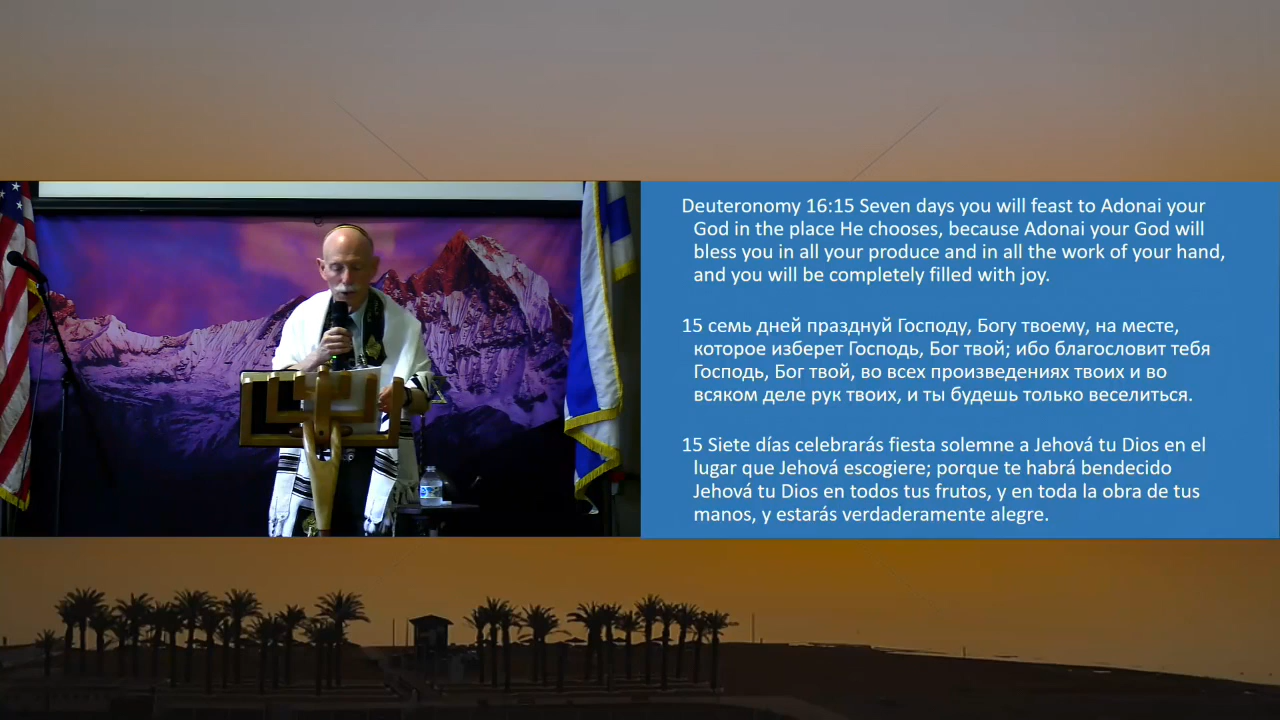 Deuteronomy 16:15 Seven days you will feast to Adonai your
God in the place He chooses, because Adonai your God will
bless you in all your produce and in all the work of your hand,
and you will be completely filled with joy.
15 семь дней празднуй Господу, Богу твоему, на месте,
которое изберет Господь, Бог твой; ибо благословит тебя
Господь, Бог твой, во всех произведениях твоих и во
всяком деле рук твоих, и ты будешь только веселиться.
15 Siete días celebrarás fiesta solemne a Jehová tu Dios en el
lugar que Jehová escogiere; porque te habrá bendecido
Jehová tu Dios en todos tus frutos, y en toda la obra de tus
manos, y estarás verdaderamente alegre.